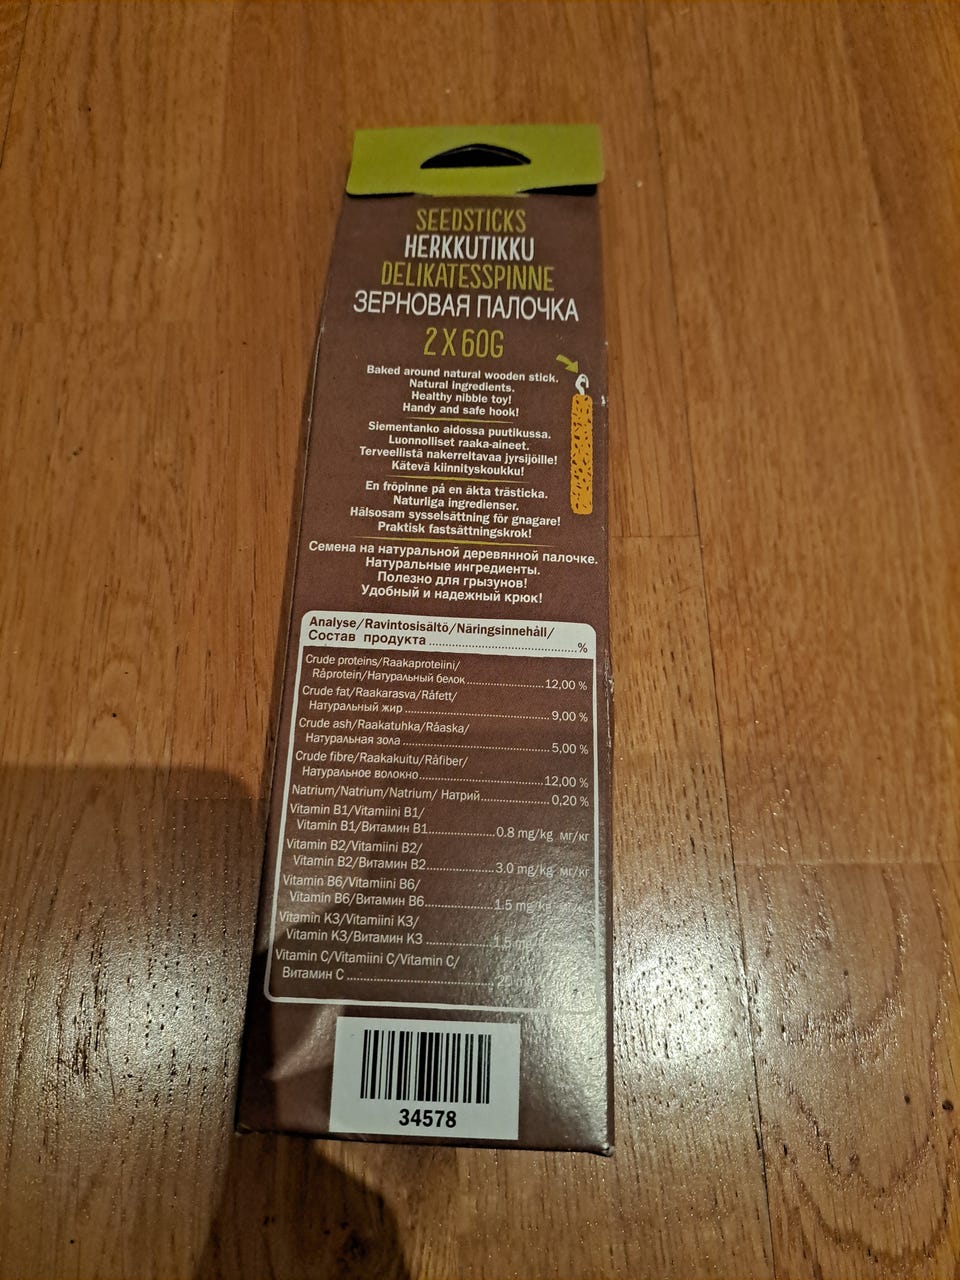 SEEDSTICKS
HERKKUTIKKU
DELIKATESSPINNE
ЗЕРНОВАЯ ПАЛОЧКА
2 X 60G
Baked around natural wooden stick.
Natural ingredients.
Healthy nibble toy!
Handy and safe hook!
Siementanko aidossa puutikussa.
Luonnolliset raaka-aineet.
Terveellistä nakerreltavaa jyrsijöille!
Kätevä kiinnityskoukku!
En fröpinne på en äkta trästicka.
Naturliga ingredienser.
Hälsosam sysselsättning för gnagare!
Praktisk fastsättningskrok!
Семена на натуральной деревянной палочке.
Натуральные ингредиенты.
Полезно для грызунов!
Удобный и надежный крюк!
Analyse/Ravintosisältö/Näringsinnehåll/
Состав продукта ..............................%
Crude proteins/Raakaproteiini/
Råprotein/Натуральный белок..................12,00 %
Crude fat/Raakarasva/Råfett/
Натуральный жир ..................................9,00 %
Crude ash/Raakatuhka/Råaska/
Натуральная зола ..................................5,00 %
Crude fibre/Raakakuitu/Råfiber/
Натуральное волокно............................12,00 %
Natrium/Natrium/Natrium/ Натрий................0,20 %
Vitamin B1/Vitamiini B1/
Vitamin B1/Витамин B1...............0.8 mg/kg мг/кг
Vitamin B2/Vitamiini B2/
Vitamin B2/Витамин B2...............3.0 mg/kg мг/кг
Vitamin B6/Vitamiini B6/
Vitamin B6/Витамин B6...............1.5 mg/kg мг/кг
Vitamin K3/Vitamiini K3/
Vitamin K3/Витамин K3 ...............1,5 mg/
Vitamin C/Vitamiini C/Vitamin C/
Витамин C ..............................
34578